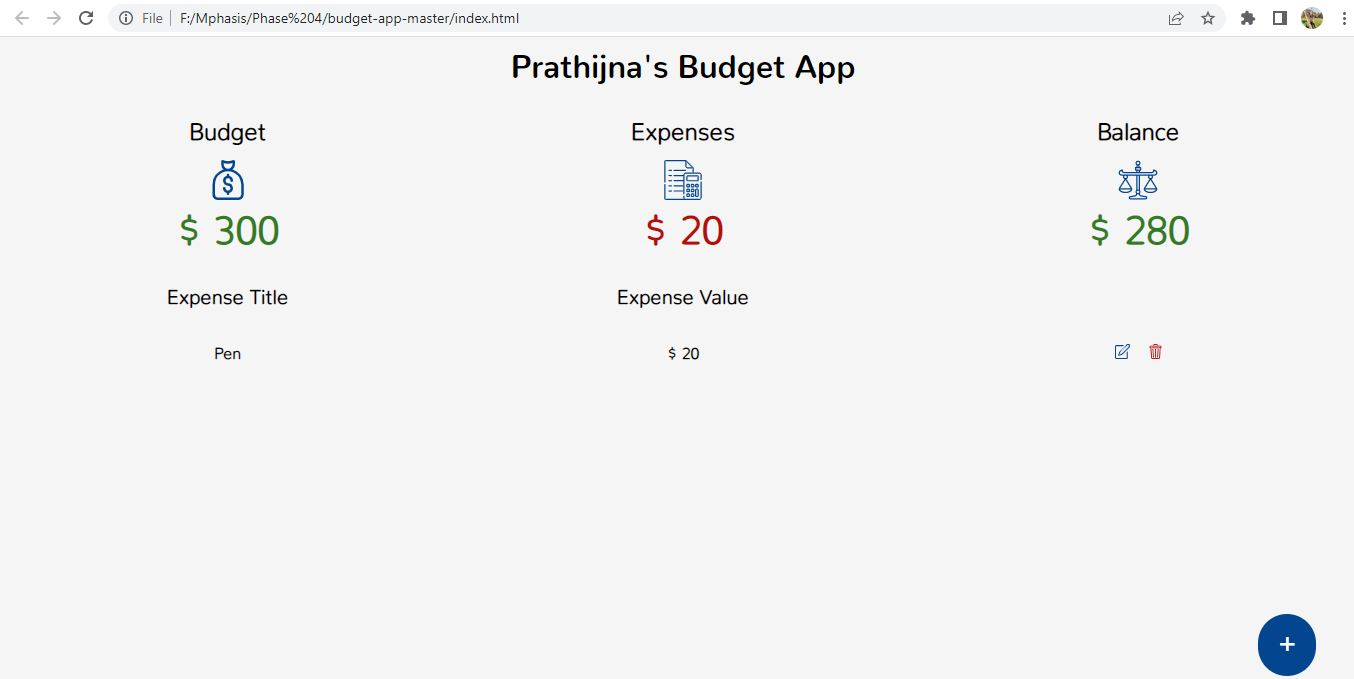 File F:/Mphasis/Phase%204/budget-app-master/index.html
Prathijna's Budget App
Budget Expenses Balance
$ 300 $ 20 $ 280
Expense Title Expense Value
Pen $ 20
+